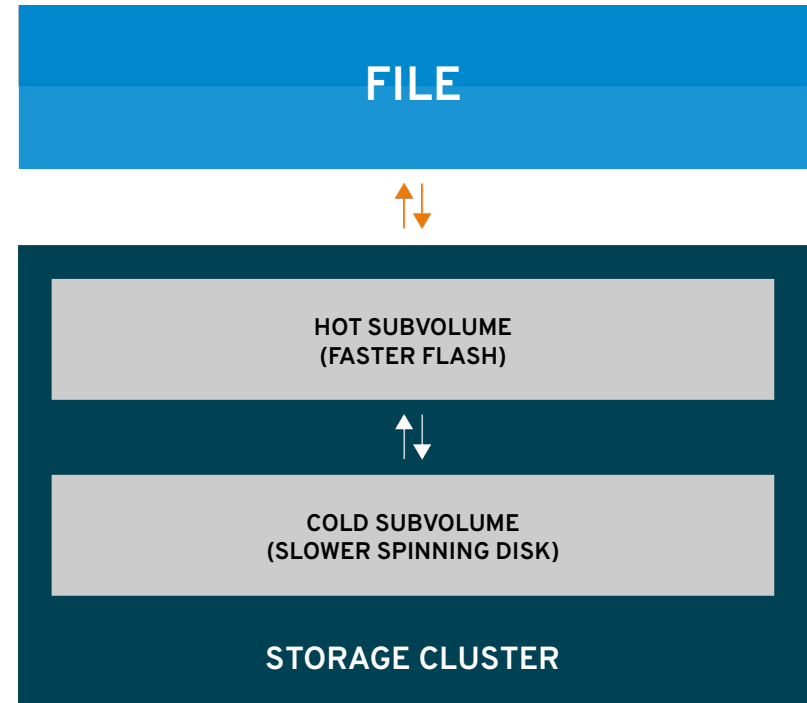 FILE
HOT SUBVOLUME
(FASTER FLASH)
COLD SUBVOLUME
(SLOWER SPINNING DISK)
STORAGE CLUSTER